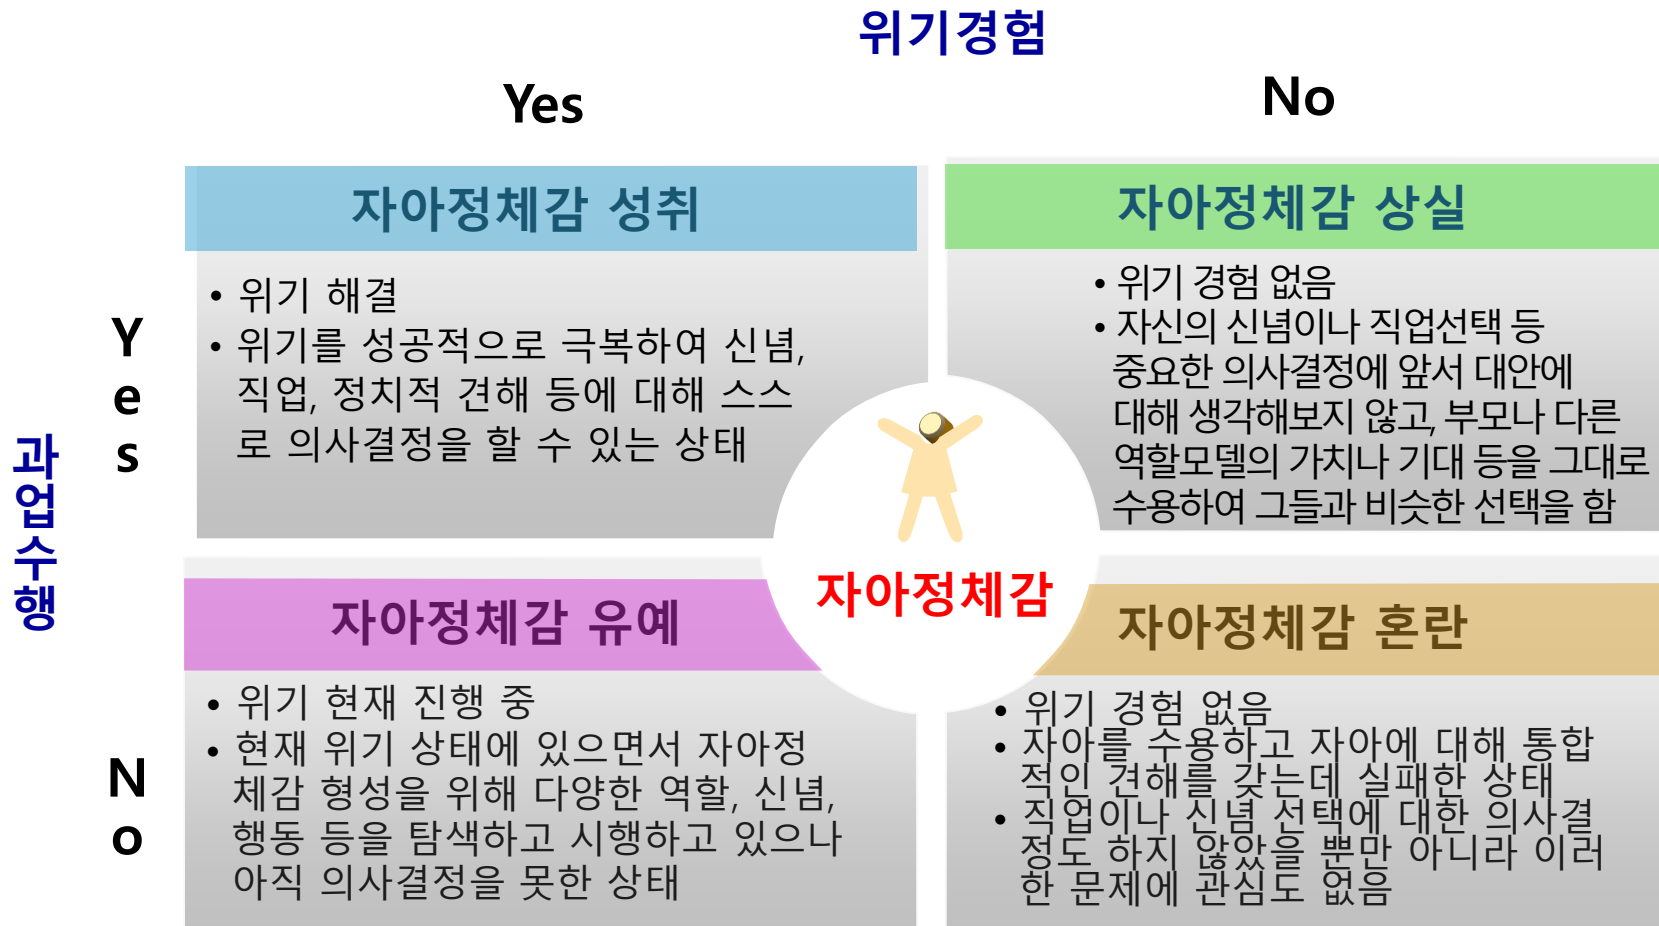 위기경험
Yes
No
과업수행
Yes
No
자아정체감 성취
• 위기 해결
• 위기를 성공적으로 극복하여 신념,
직업, 정치적 견해 등에 대해 스스
로 의사결정을 할 수 있는 상태
자아정체감 상실
• 위기 경험 없음
• 자신의 신념이나 직업선택 등
중요한 의사결정에 앞서 대안에
대해 생각해보지 않고, 부모나 다른
역할모델의 가치나 기대 등을 그대로
수용하여 그들과 비슷한 선택을 함
자아정체감
자아정체감 유예
• 위기 현재 진행 중
• 현재 위기 상태에 있으면서 자아정
체감 형성을 위해 다양한 역할, 신념,
행동 등을 탐색하고 시행하고 있으나
아직 의사결정을 못한 상태
자아정체감 혼란
• 위기 경험 없음
• 자아를 수용하고 자아에 대해 통합
적인 견해를 갖는데 실패한 상태
• 직업이나 신념 선택에 대한 의사결
정도 하지 않았을 뿐만 아니라 이러
한 문제에 관심도 없음